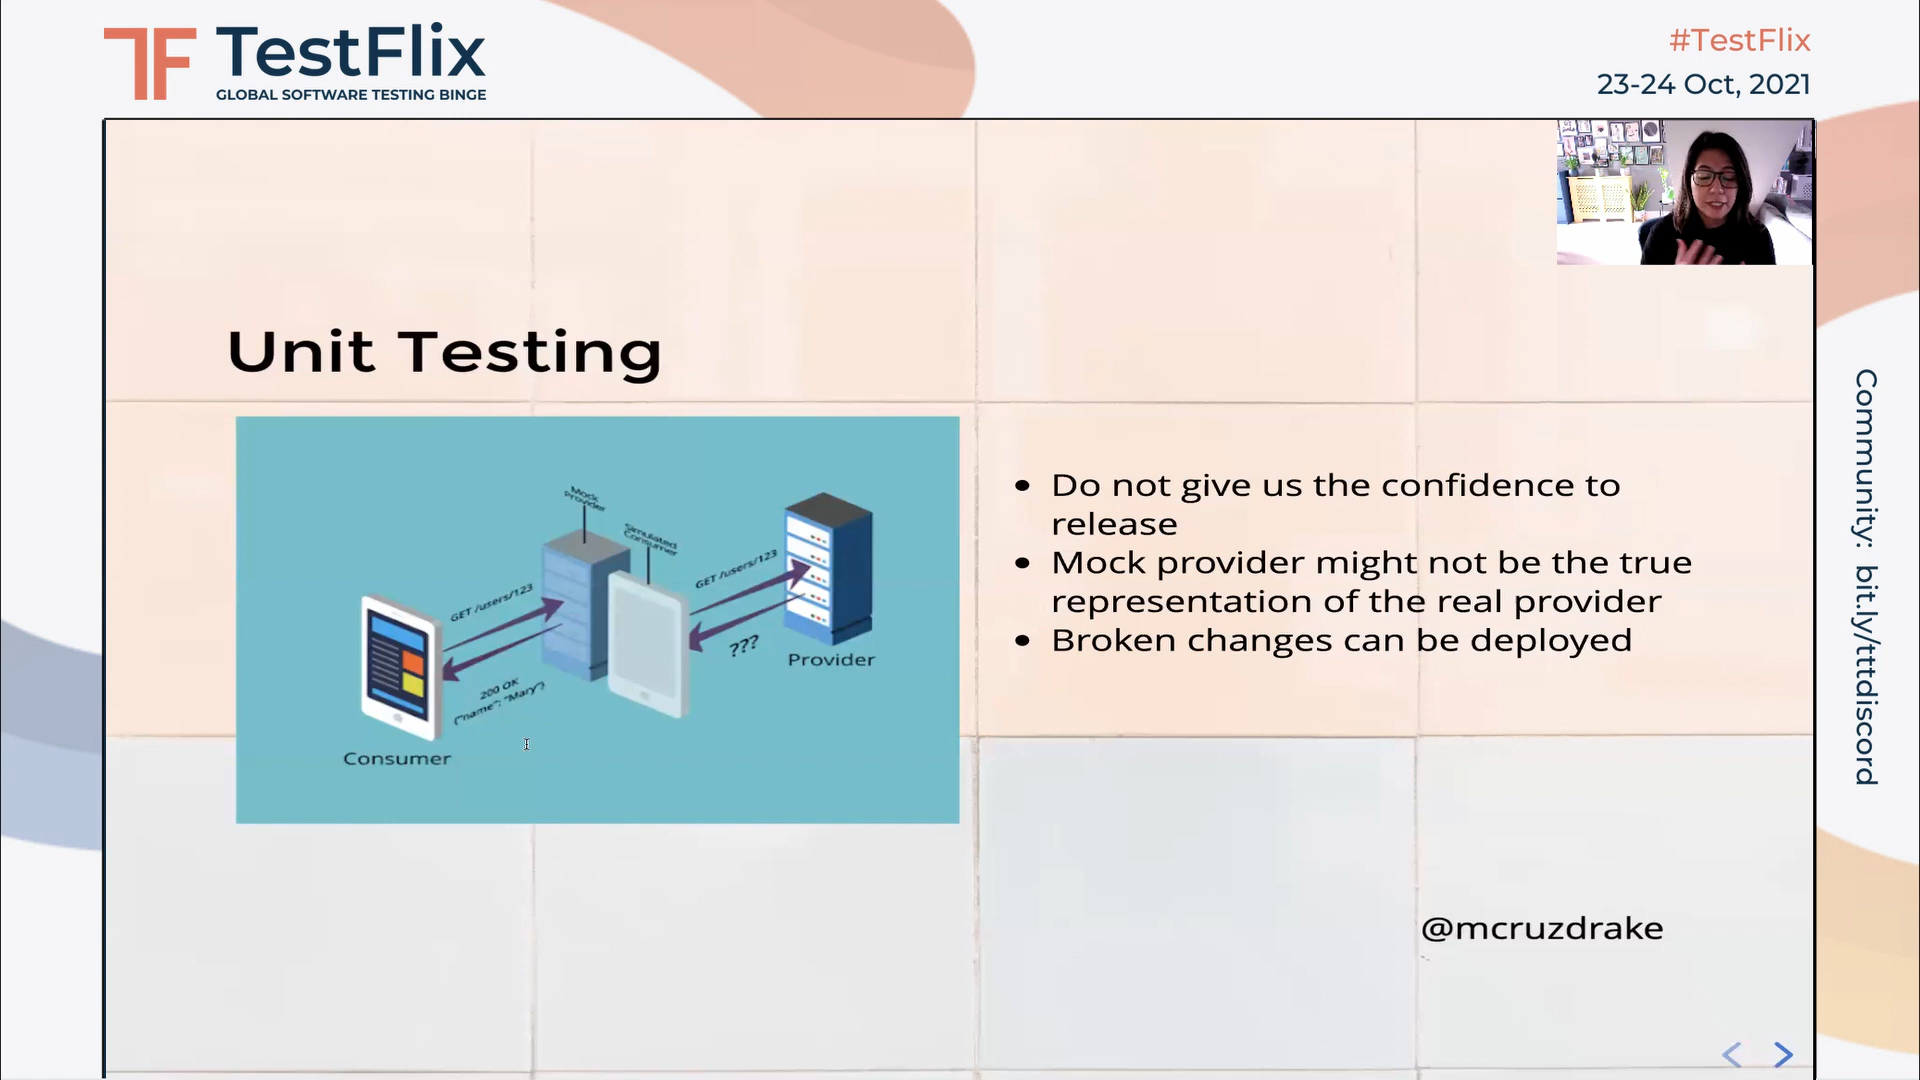 TF TestFlix
GLOBAL SOFTWARE TESTING BINGE
#TestFlix
23-24 Oct, 2021
Unit Testing
Mock
Provider
Simulated
Consumer
GET /users/123
GET /users/123
200 OK
{"name": "Mary"}
???
Provider
Consumer
• Do not give us the confidence to
release
• Mock provider might not be the true
representation of the real provider
• Broken changes can be deployed
@mcruzdrake
Community: bit.ly/tttdiscord